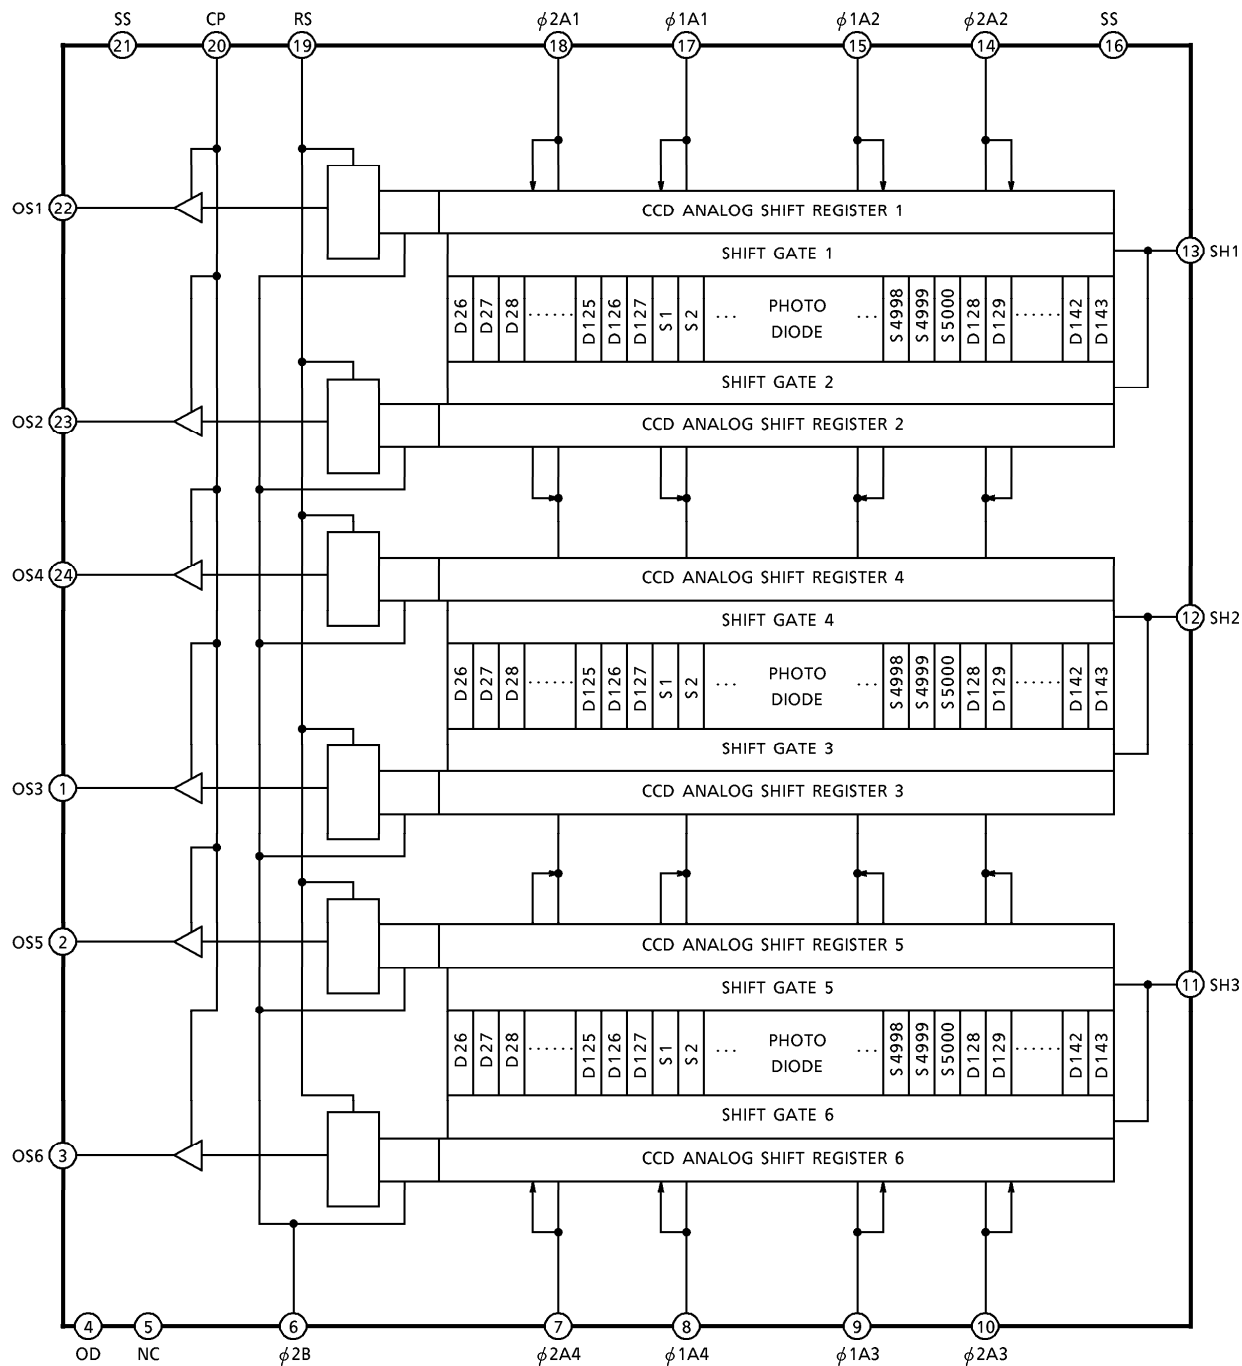 SS CP RS ϕ2A1 ϕ1A1 ϕ1A2 ϕ2A2 SS
21 20 19 18 17 15 14 16
OS1 22
CCD ANALOG SHIFT REGISTER 1
SHIFT GATE 1
13 SH1
D26 D27 D28 ...... D125 D126 D127 S1 S2 ... PHOTO DIODE ... S4998 S4999 S5000 D128 D129 ...... D142 D143
SHIFT GATE 2
OS2 23
CCD ANALOG SHIFT REGISTER 2
OS4 24
CCD ANALOG SHIFT REGISTER 4
SHIFT GATE 4
12 SH2
D26 D27 D28 ...... D125 D126 D127 S1 S2 ... PHOTO DIODE ... S4998 S4999 S5000 D128 D129 ...... D142 D143
SHIFT GATE 3
OS3 1
CCD ANALOG SHIFT REGISTER 3
OS5 2
CCD ANALOG SHIFT REGISTER 5
SHIFT GATE 5
11 SH3
D26 D27 D28 ...... D125 D126 D127 S1 S2 ... PHOTO DIODE ... S4998 S4999 S5000 D128 D129 ...... D142 D143
SHIFT GATE 6
OS6 3
CCD ANALOG SHIFT REGISTER 6
4 5 6 7 8 9 10
OD NC ϕ2B ϕ2A4 ϕ1A4 ϕ1A3 ϕ2A3